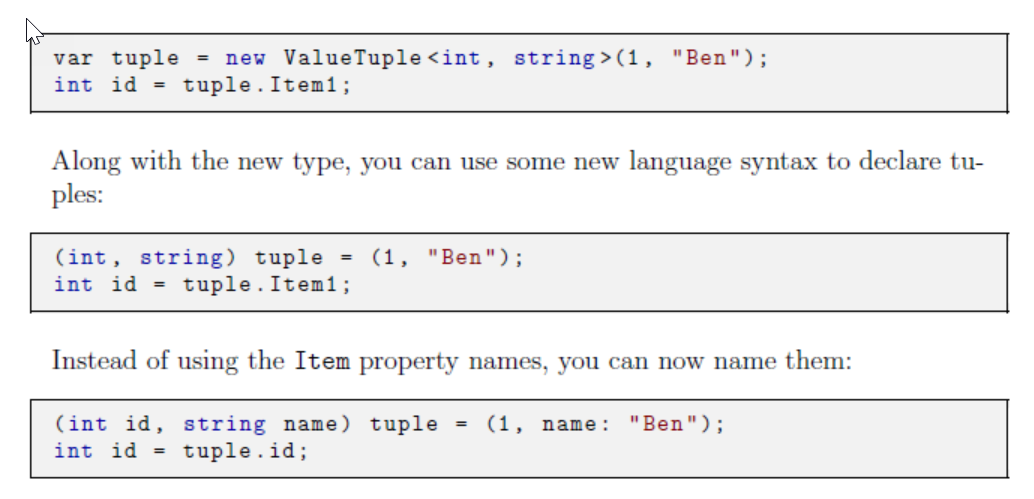 var tuple = new ValueTuple<int, string>(1, "Ben");
int id = tuple.Item1;
Along with the new type, you can use some new language syntax to declare tu-
ples:
(int, string) tuple = (1, "Ben");
int id = tuple.Item1;
Instead of using the Item property names, you can now name them:
(int id, string name) tuple = (1, name: "Ben");
int id = tuple.id;